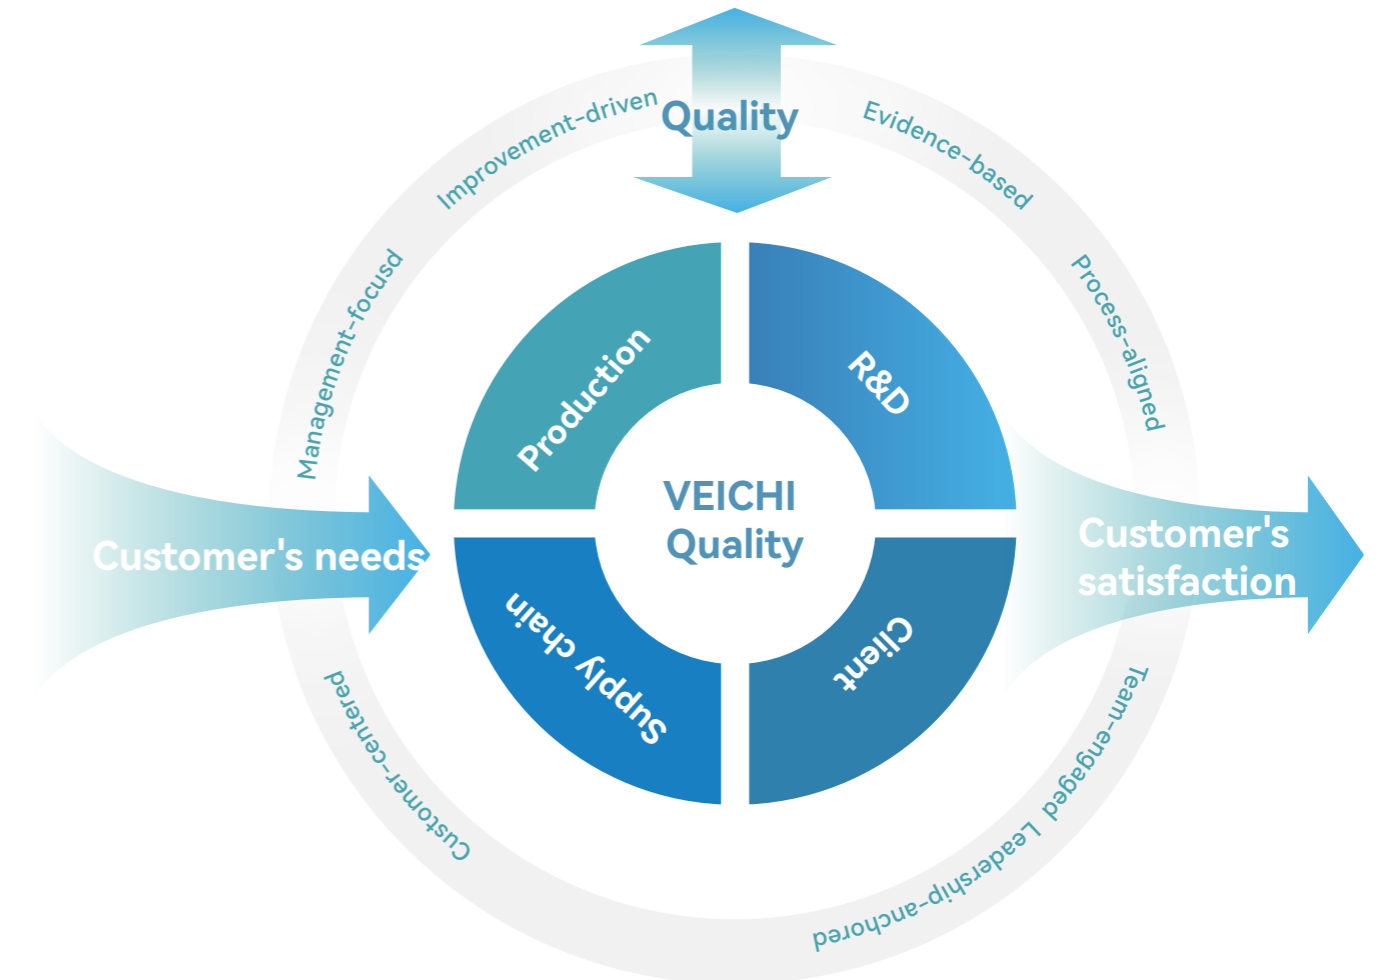 Quality
Improvement-driven
Evidence-based
Management-focusd
Process-aligned
Production
R&D
VEICHI
Quality
Customer's needs
Customer's
satisfaction
Supply chain
Client
Customer-centered
Team-engaged
Leadership-anchored